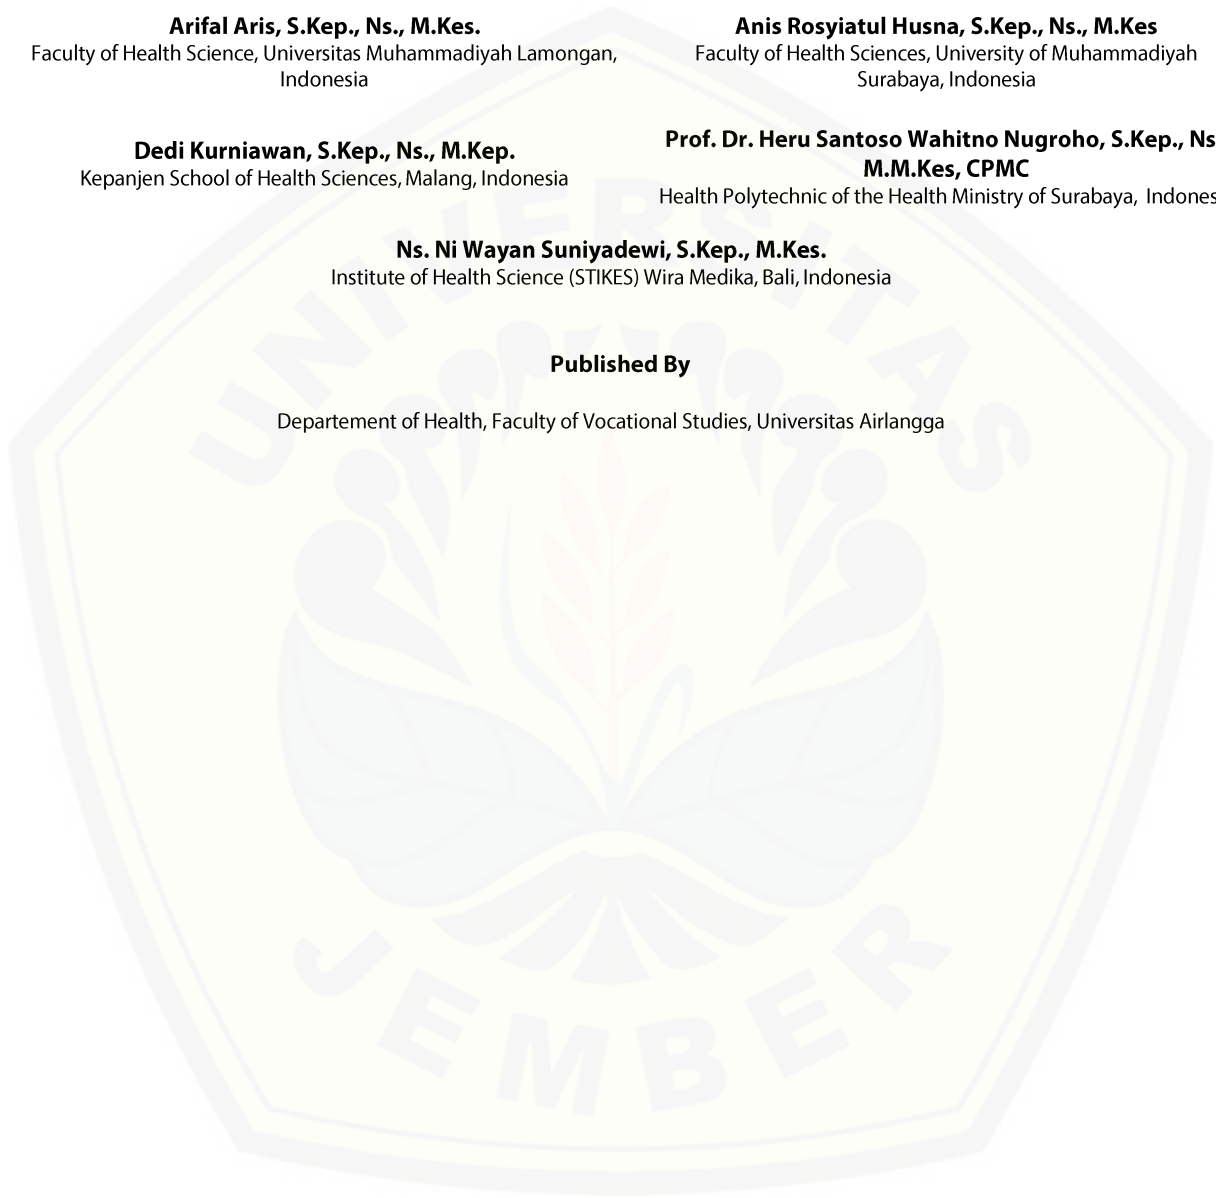 Arifal Aris, S.Kep., Ns., M.Kes.
Faculty of Health Science, Universitas Muhammadiyah Lamongan,
Indonesia
Anis Rosyiatul Husna, S.Kep., Ns., M.Kes
Faculty of Health Sciences, University of Muhammadiyah
Surabaya, Indonesia
Dedi Kurniawan, S.Kep., Ns., M.Kep.
Kepanjen School of Health Sciences, Malang, Indonesia
Prof. Dr. Heru Santoso Wahitno Nugroho, S.Kep., Ns
M.M.Kes, CPMC
Health Polytechnic of the Health Ministry of Surabaya, Indones
Ns. Ni Wayan Suniyadewi, S.Kep., M.Kes.
Institute of Health Science (STIKES) Wira Medika, Bali, Indonesia
Published By
Departement of Health, Faculty of Vocational Studies, Universitas Airlangga
UNIVERSITAS
JEMBER